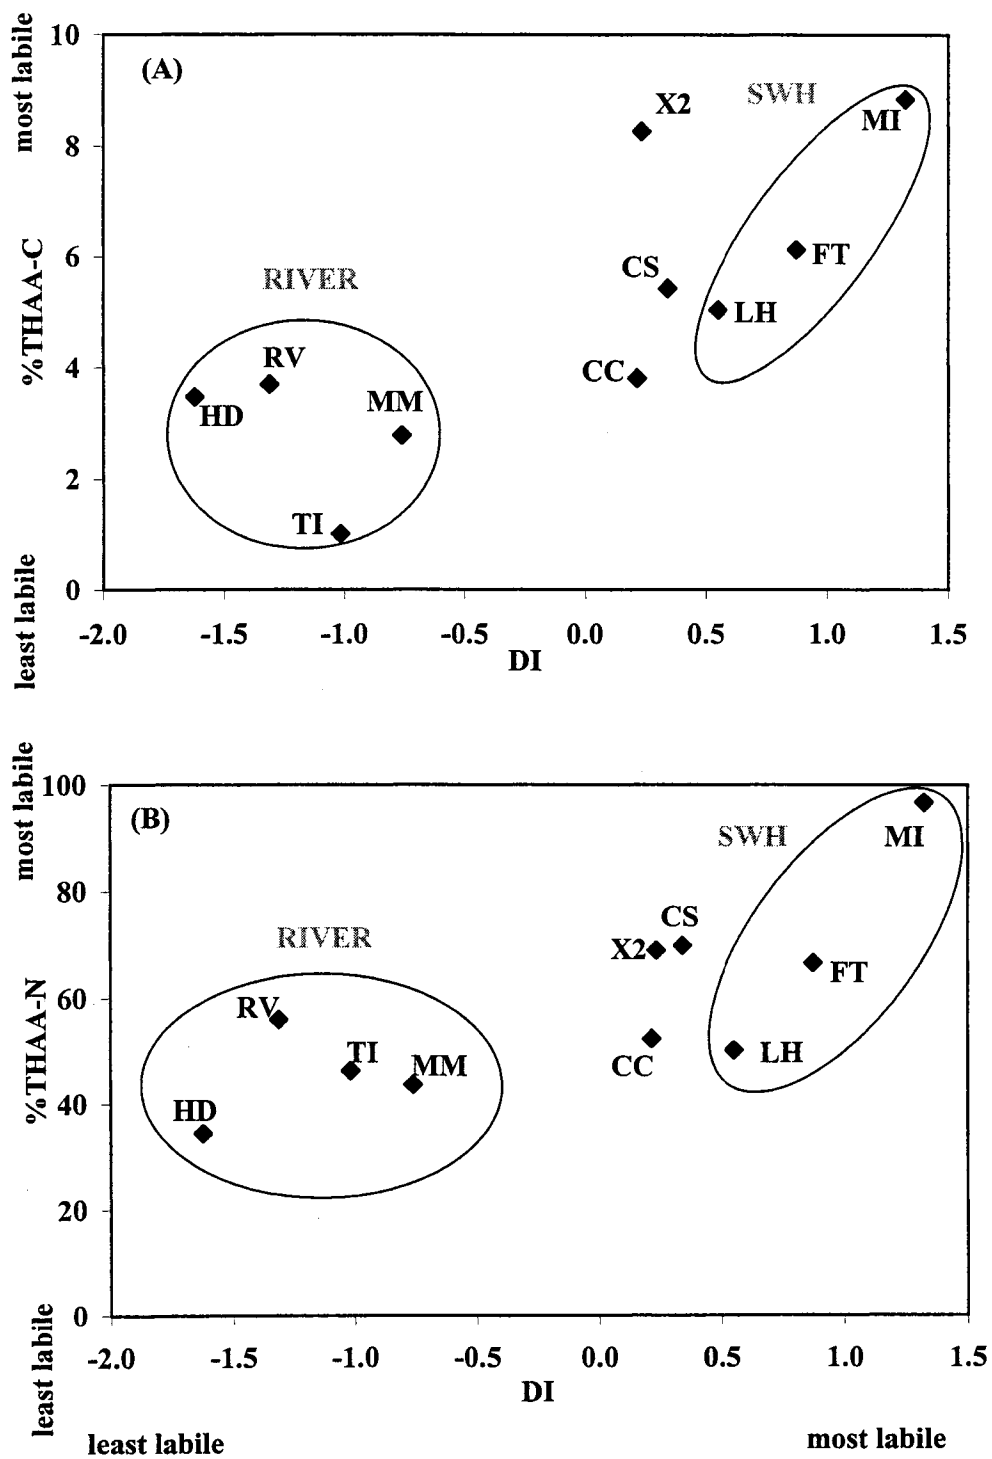 most labile
10
(A)
SWH
X2
MI
8
%THAA-C
6
FT
CS
RIVER
LH
4
RV
CC
HD
MM
2
TI
least labile
0
-2.0 -1.5 -1.0 -0.5 0.0 0.5 1.0 1.5
DI
most labile
100
(B)
SWH
MI
80
CS
RIVER
X2
FT
%THAA-N
60
RV
TI
LH
MM
CC
40
HD
20
least labile
0
-2.0 -1.5 -1.0 -0.5 0.0 0.5 1.0 1.5
DI
least labile most labile